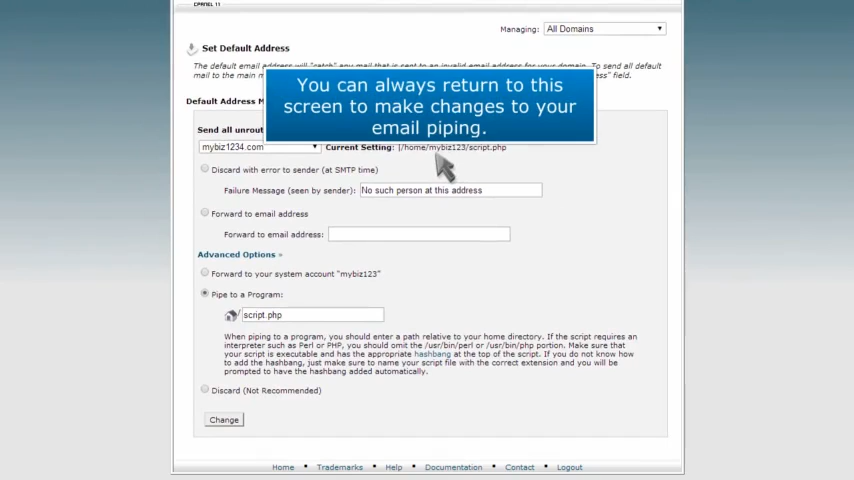 CPANEL 11
Managing: All Domains
Set Default Address
The default email address will "catch" any mail that is sent to an invalid email address for your domain. To send all default
mail to the main m
es" field.
You can always return to this
screen to make changes to your
email piping.
Default Address M
Send all unrout
mybiz1234.com Current Setting: |/home/mybiz123/script.php
Discard with error to sender (at SMTP time)
Failure Message (seen by sender): No such person at this address
Forward to email address
Forward to email address:
Advanced Options »
Forward to your system account "mybiz123"
Pipe to a Program:
/ script.php
When piping to a program, you should enter a path relative to your home directory. If the script requires an
interpreter such as Perl or PHP, you should omit the /usr/bin/perl or /usr/bin/php portion. Make sure that
your script is executable and has the appropriate hashbang at the top of the script. If you do not know how
to add the hashbang, just make sure to name your script file with the correct extension and you will be
prompted to have the hashbang added automatically.
Discard (Not Recommended)
Change
Home • Trademarks • Help • Documentation • Contact • Logout